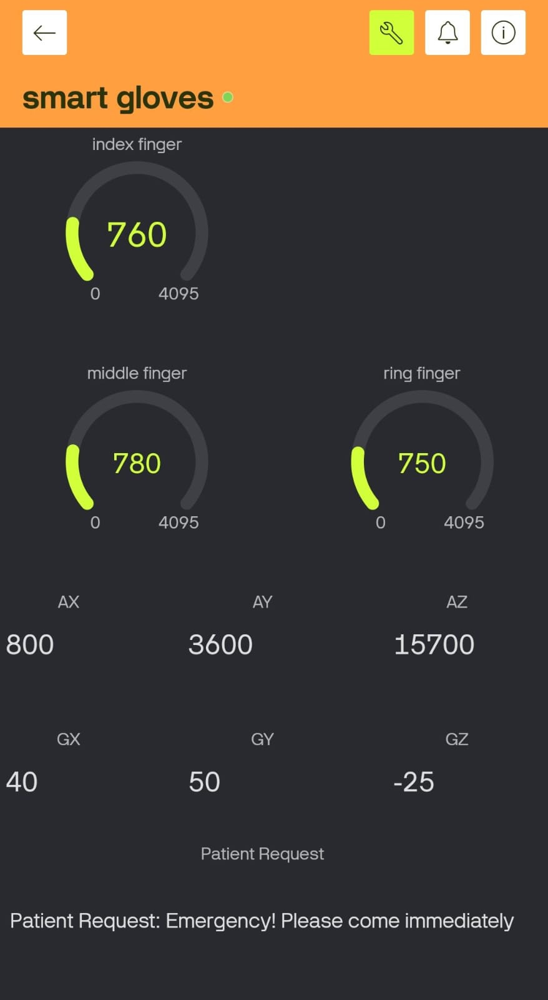 smart gloves
index finger
760
0 4095
middle finger ring finger
780 750
0 4095 0 4095
AX AY AZ
800 3600 15700
GX GY GZ
40 50 -25
Patient Request
Patient Request: Emergency! Please come immediately